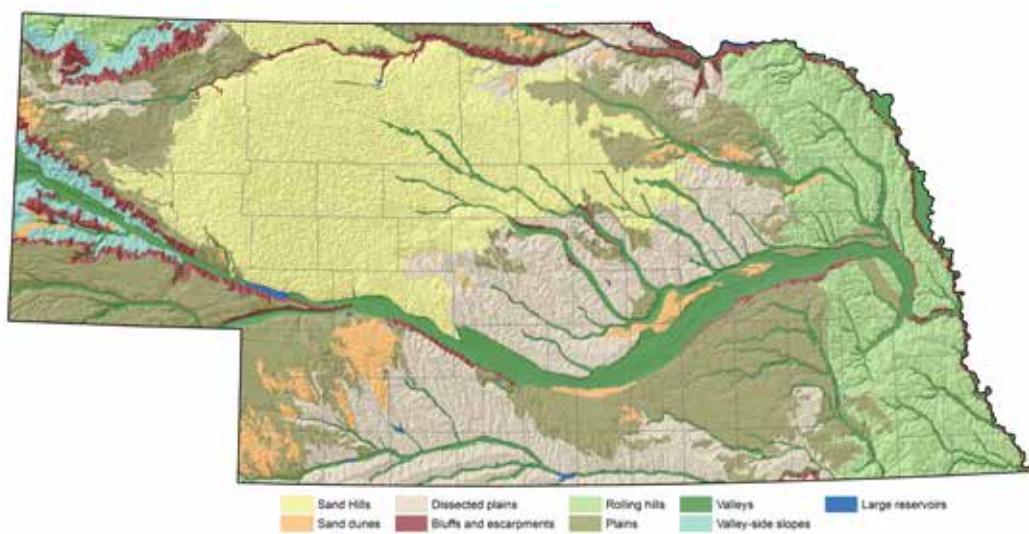 Sand Hills
Dissected plains
Rolling hills
Valleys
Large reservoirs
Sand dunes
Bluffs and escarpments
Plains
Valley-side slopes